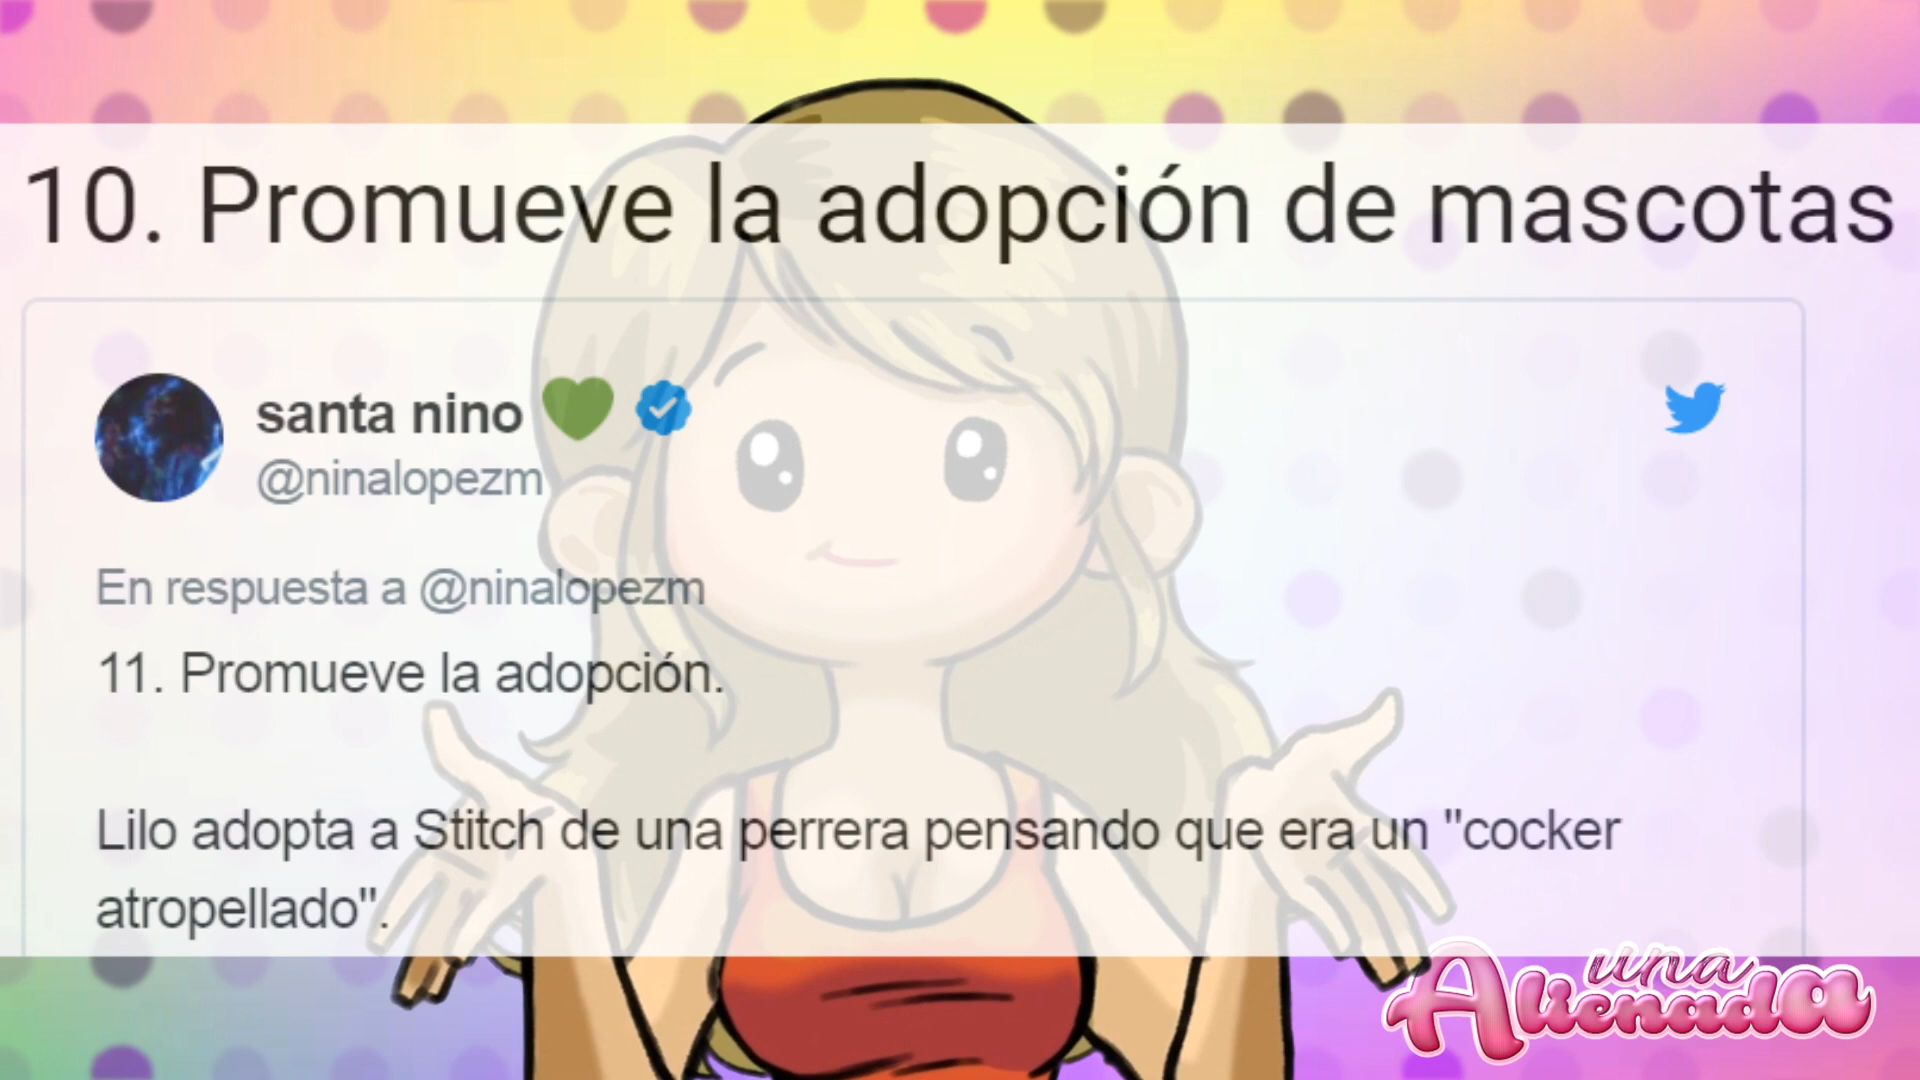 10. Promueve la adopción de mascotas
santa nino
@ninalopezm
En respuesta a @ninalopezm
11. Promueve la adopción.
Lilo adopta a Stitch de una perrera pensando que era un "cocker
atropellado".
una
Alienada